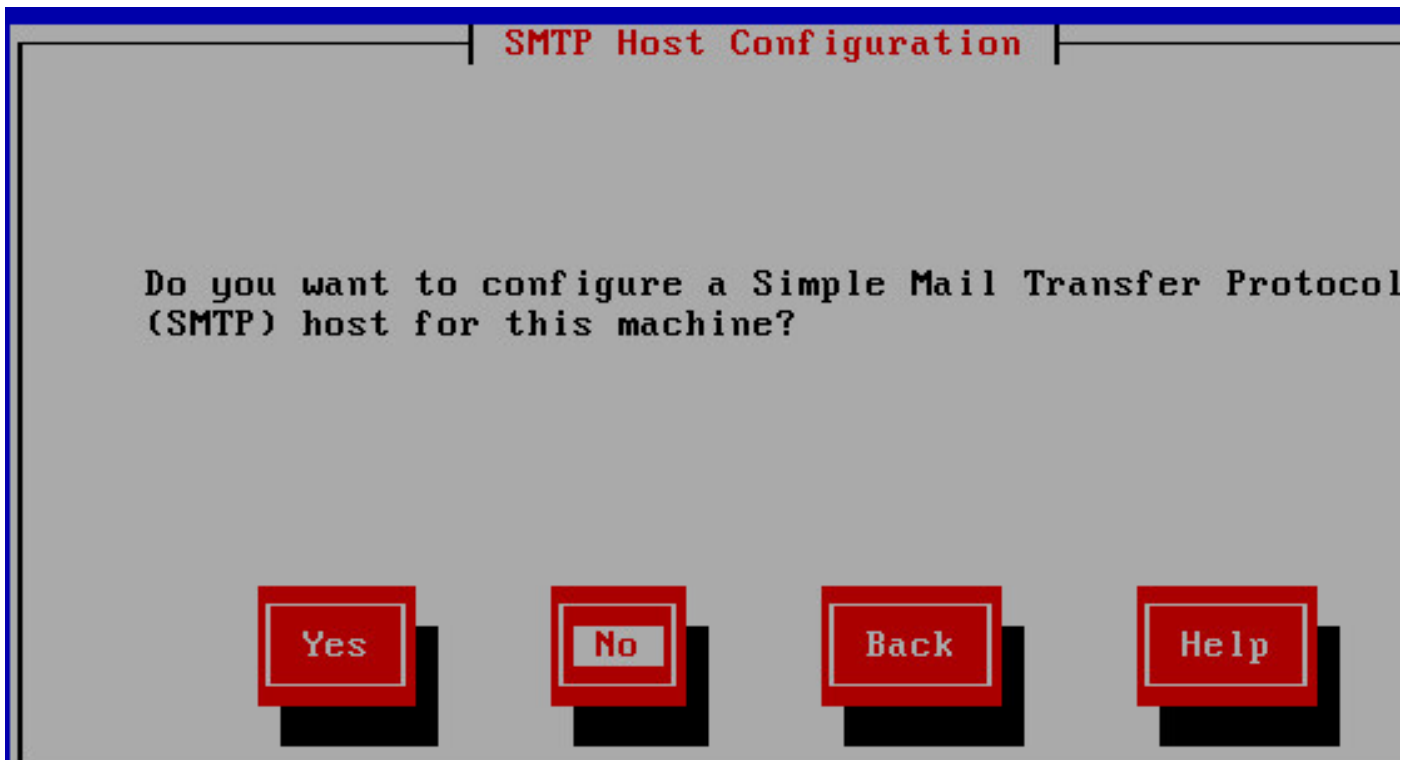 SMTP Host Configuration
Do you want to configure a Simple Mail Transfer Protocol
(SMTP) host for this machine?
Yes No Back Help